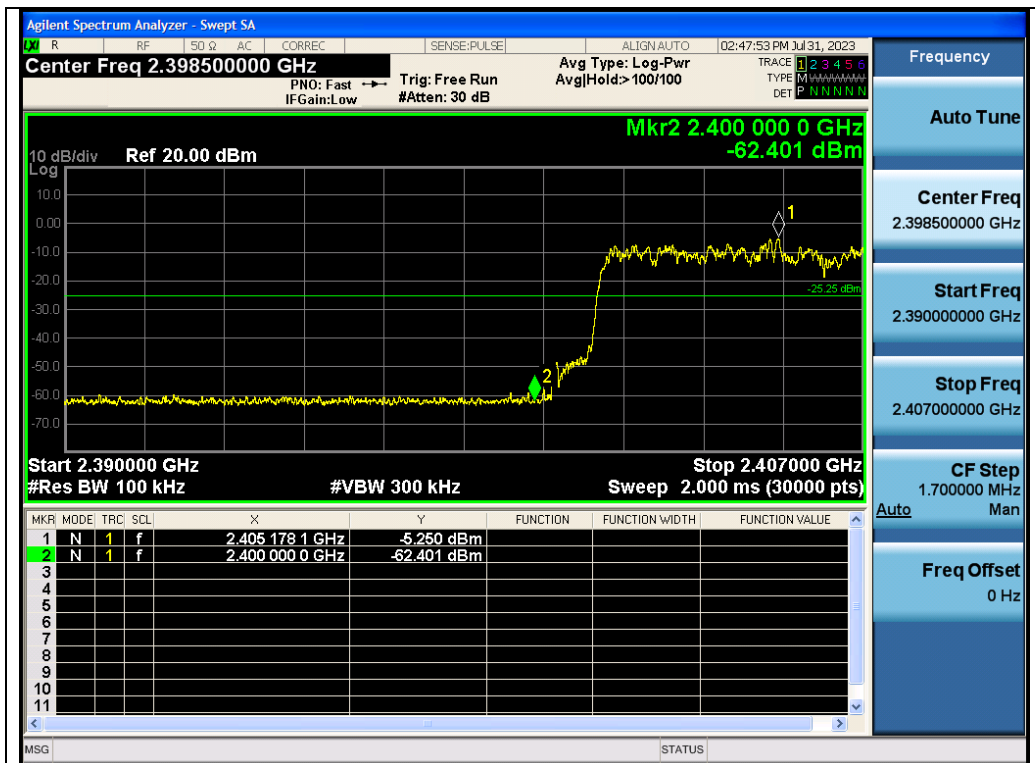 Agilent Spectrum Analyzer - Swept SA
LXI R RF 50 Ω AC CORREC SENSE:PULSE ALIGN AUTO 02:47:53 PM Jul 31, 2023
Center Freq 2.398500000 GHz
PNO: Fast
IFGain:Low
Trig: Free Run
#Atten: 30 dB
Avg Type: Log-Pwr
Avg|Hold:>100/100
TRACE 1 2 3 4 5 6
TYPE M
DET P N N N N N
Mkr2 2.400 000 0 GHz
-62.401 dBm
10 dB/div Ref 20.00 dBm
Log
10.0
0.00
-10.0
-20.0
-30.0
-40.0
-50.0
-60.0
-70.0
1
-25.25 dBm
2
Start 2.390000 GHz Stop 2.407000 GHz
#Res BW 100 kHz #VBW 300 kHz Sweep 2.000 ms (30000 pts)
MKR MODE TRC SCL X Y FUNCTION FUNCTION WIDTH FUNCTION VALUE
1 N 1 f 2.405 178 1 GHz -5.250 dBm
2 N 1 f 2.400 000 0 GHz -62.401 dBm
3
4
5
6
7
8
9
10
11
MSG STATUS
Frequency
Auto Tune
Center Freq
2.398500000 GHz
Start Freq
2.390000000 GHz
Stop Freq
2.407000000 GHz
CF Step
1.700000 MHz
Auto Man
Freq Offset
0 Hz